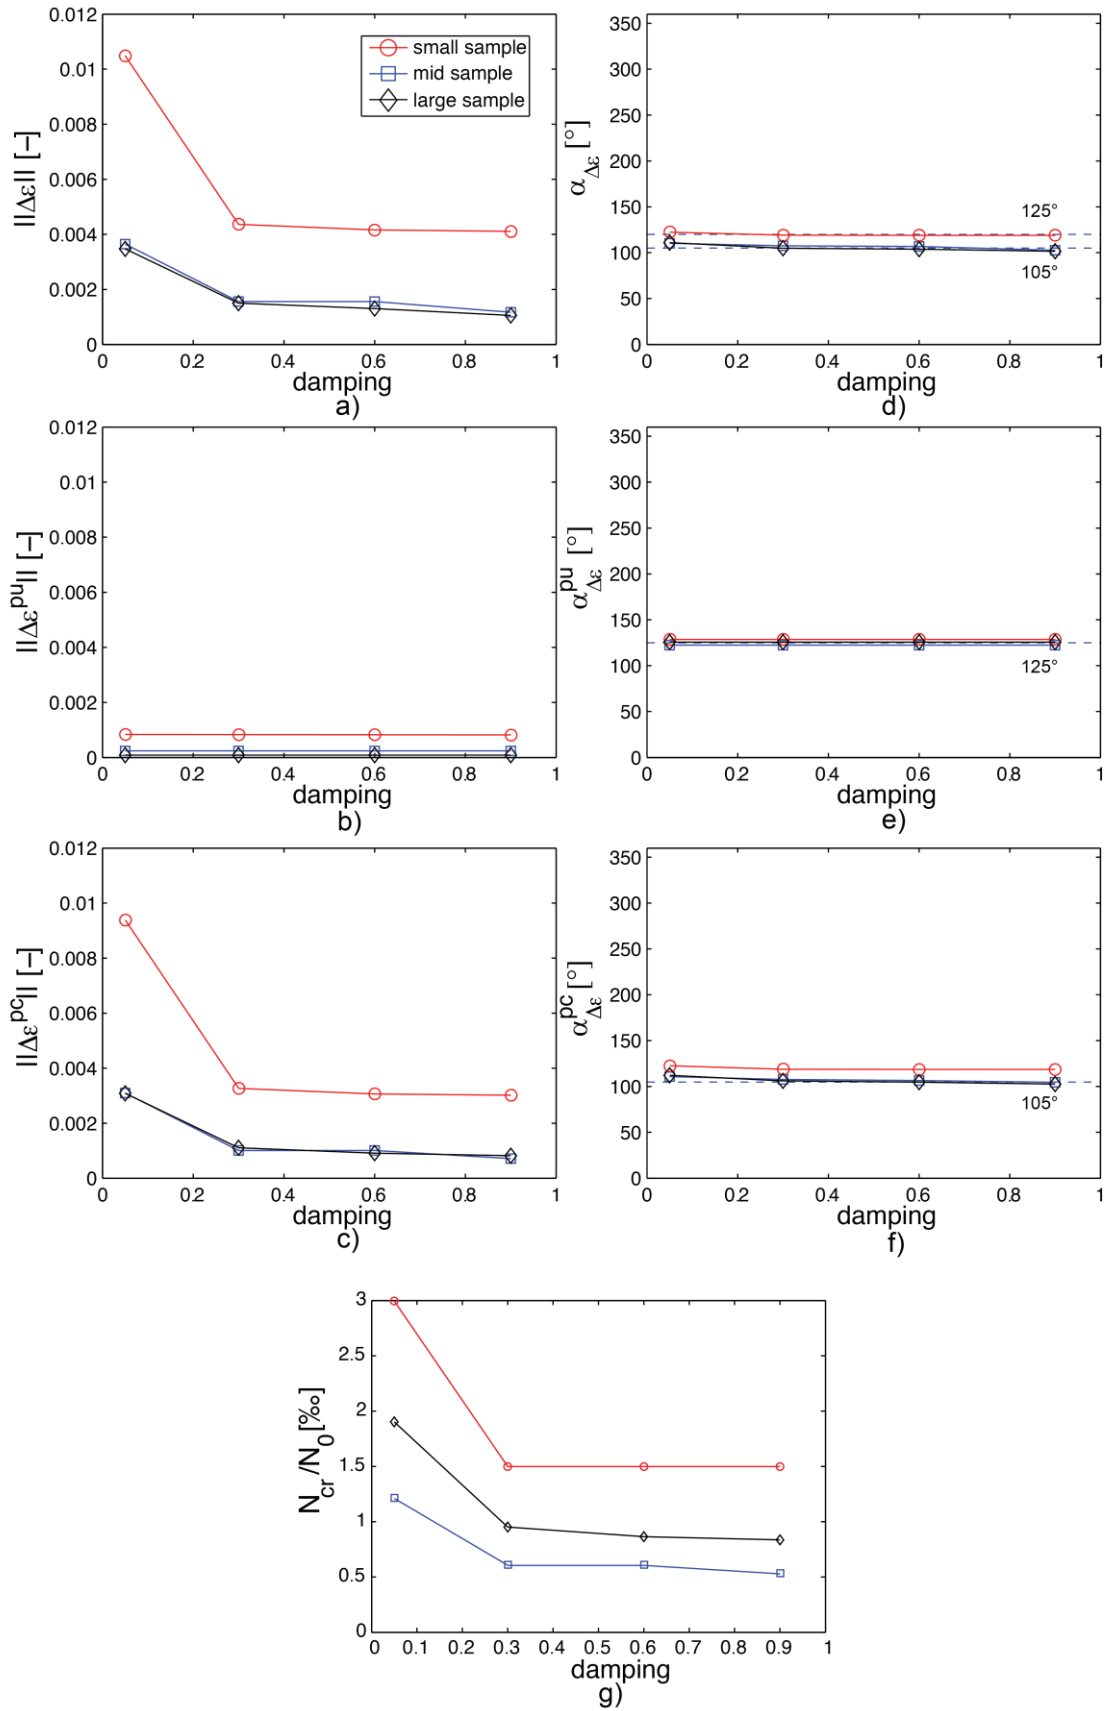 0.012
0.01
0.008
0.006
0.004
0.002
0
||Δε|| [–]
small sample
mid sample
large sample
0 0.2 0.4 0.6 0.8 1
damping
a)
350
300
250
200
150
100
50
0
α_Δε [°]
125°
105°
0 0.2 0.4 0.6 0.8 1
damping
d)
0.012
0.01
0.008
0.006
0.004
0.002
0
||Δε^pu|| [–]
0 0.2 0.4 0.6 0.8 1
damping
b)
350
300
250
200
150
100
50
0
α^pu_Δε [°]
125°
0 0.2 0.4 0.6 0.8 1
damping
e)
0.012
0.01
0.008
0.006
0.004
0.002
0
||Δε^pc|| [–]
0 0.2 0.4 0.6 0.8 1
damping
c)
350
300
250
200
150
100
50
0
α^pc_Δε [°]
105°
0 0.2 0.4 0.6 0.8 1
damping
f)
3
2.5
2
1.5
1
0.5
0
N_cr/N_0[‰]
0 0.1 0.2 0.3 0.4 0.5 0.6 0.7 0.8 0.9 1
damping
g)